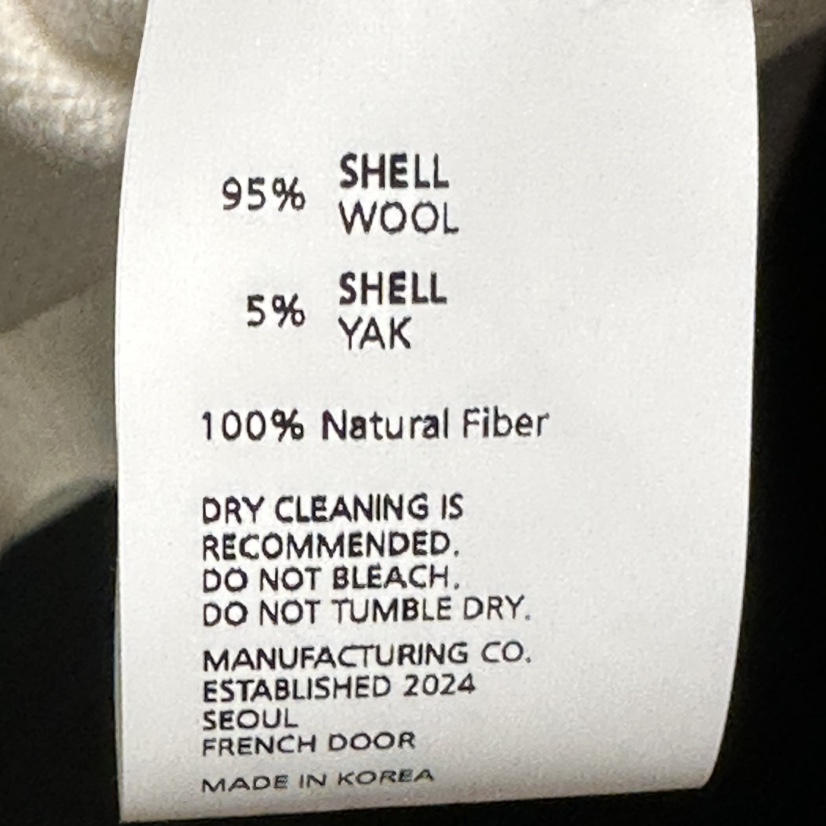 95% SHELL
WOOL
5% SHELL
YAK
100% Natural Fiber
DRY CLEANING IS
RECOMMENDED.
DO NOT BLEACH.
DO NOT TUMBLE DRY.
MANUFACTURING CO.
ESTABLISHED 2024
SEOUL
FRENCH DOOR
MADE IN KOREA